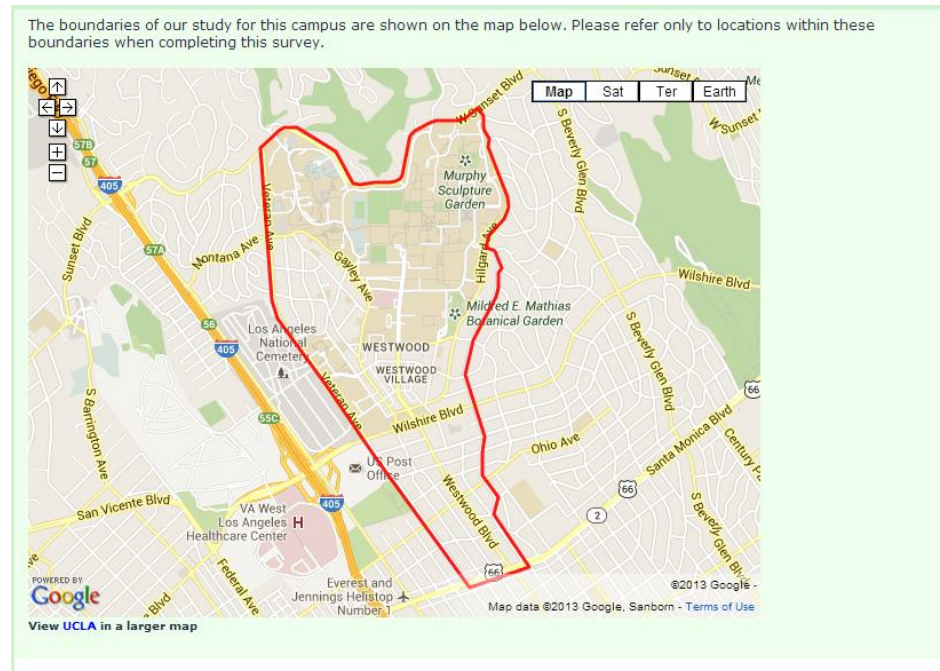 The boundaries of our study for this campus are shown on the map below. Please refer only to locations within these
boundaries when completing this survey.
Map Sat Ter Earth
W Sunset Blvd
57B
57
405
S Beverly Glen Blvd
Murphy
Sculpture
Garden
Sunset Blvd
57A
Montana Ave
Veteran Ave
Gayley Ave
Hilgard Ave
Wilshire Blvd
Mildred E. Mathias
Botanical Garden
56
405
Los Angeles
National
Cemetery
WESTWOOD
WESTWOOD
VILLAGE
S Beverly Glen Blvd
66
S Barrington Ave
Veteran Ave
55C
Wilshire Blvd
Ohio Ave
Santa Monica Blvd
US Post
Office
Westwood Blvd
66
San Vicente Blvd
405
VA West
Los Angeles H
Healthcare Center
2
S Beverly Glen Blvd
Federal Ave
66
Everest and
Jennings Helistop
Number 1
POWERED BY
Google
Blvd
©2013 Google -
Map data ©2013 Google, Sanborn - Terms of Use
View UCLA in a larger map